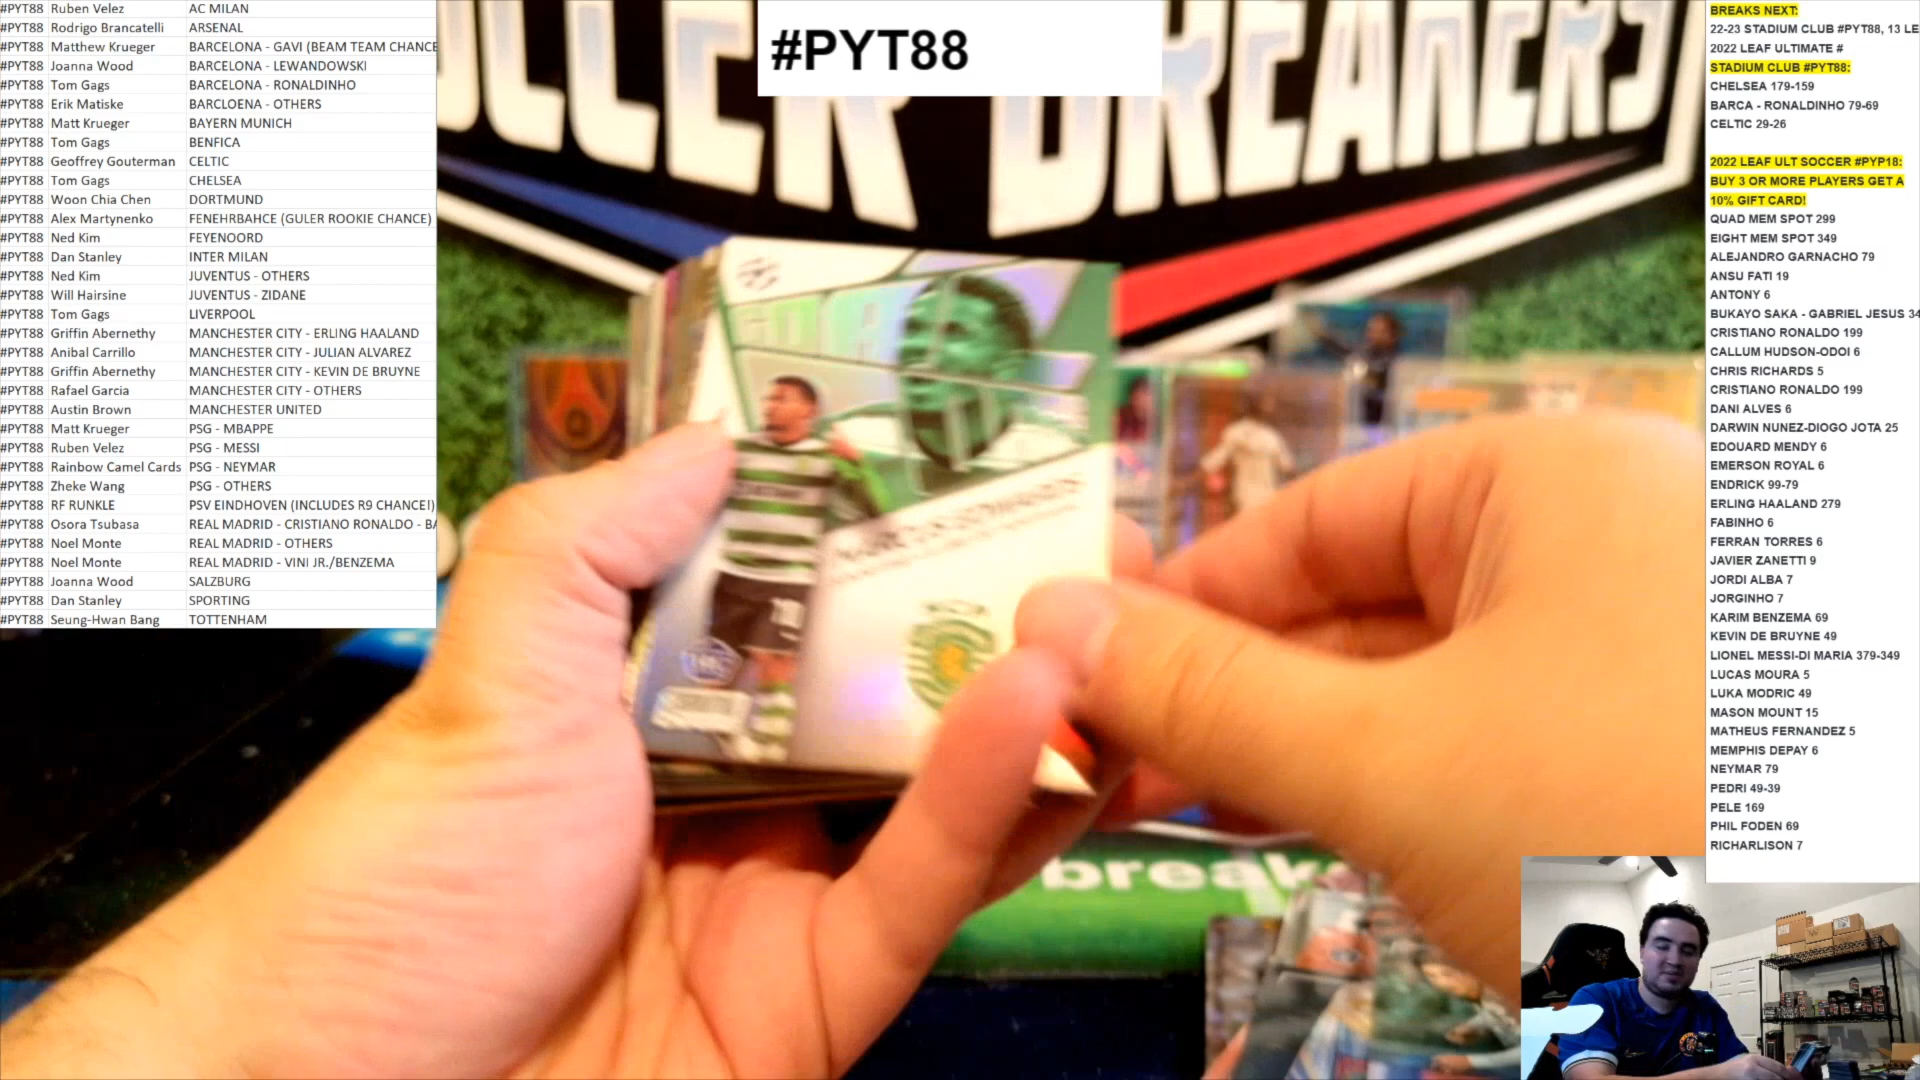 #PYT88 Ruben Velez AC MILAN
#PYT88 Rodrigo Brancatelli ARSENAL
#PYT88 Matthew Krueger BARCELONA - GAVI (BEAM TEAM CHANCE
#PYT88 Joanna Wood BARCELONA - LEWANDOWSKI
#PYT88 Tom Gags BARCELONA - RONALDINHO
#PYT88 Erik Matiske BARCLOENA - OTHERS
#PYT88 Matt Krueger BAYERN MUNICH
#PYT88 Tom Gags BENFICA
#PYT88 Geoffrey Gouterman CELTIC
#PYT88 Tom Gags CHELSEA
#PYT88 Woon Chia Chen DORTMUND
#PYT88 Alex Martynenko FENEHRBAHCE (GULER ROOKIE CHANCE)
#PYT88 Ned Kim FEYENOORD
#PYT88 Dan Stanley INTER MILAN
#PYT88 Ned Kim JUVENTUS - OTHERS
#PYT88 Will Hairsine JUVENTUS - ZIDANE
#PYT88 Tom Gags LIVERPOOL
#PYT88 Griffin Abernethy MANCHESTER CITY - ERLING HAALAND
#PYT88 Anibal Carrillo MANCHESTER CITY - JULIAN ALVAREZ
#PYT88 Griffin Abernethy MANCHESTER CITY - KEVIN DE BRUYNE
#PYT88 Rafael Garcia MANCHESTER CITY - OTHERS
#PYT88 Austin Brown MANCHESTER UNITED
#PYT88 Matt Krueger PSG - MBAPPE
#PYT88 Ruben Velez PSG - MESSI
#PYT88 Rainbow Camel Cards PSG - NEYMAR
#PYT88 Zheke Wang PSG - OTHERS
#PYT88 RF RUNKLE PSV EINDHOVEN (INCLUDES R9 CHANCE!)
#PYT88 Osora Tsubasa REAL MADRID - CRISTIANO RONALDO - BA
#PYT88 Noel Monte REAL MADRID - OTHERS
#PYT88 Noel Monte REAL MADRID - VINI JR./BENZEMA
#PYT88 Joanna Wood SALZBURG
#PYT88 Dan Stanley SPORTING
#PYT88 Seung-Hwan Bang TOTTENHAM
#PYT88
SOCCER BREAKERS
breake
BREAKS NEXT:
22-23 STADIUM CLUB #PYT88, 13 LE
2022 LEAF ULTIMATE #
STADIUM CLUB #PYT88:
CHELSEA 179-159
BARCA - RONALDINHO 79-69
CELTIC 29-26
2022 LEAF ULT SOCCER #PYP18:
BUY 3 OR MORE PLAYERS GET A
10% GIFT CARD!
QUAD MEM SPOT 299
EIGHT MEM SPOT 349
ALEJANDRO GARNACHO 79
ANSU FATI 19
ANTONY 6
BUKAYO SAKA - GABRIEL JESUS 34
CRISTIANO RONALDO 199
CALLUM HUDSON-ODOI 6
CHRIS RICHARDS 5
CRISTIANO RONALDO 199
DANI ALVES 6
DARWIN NUNEZ-DIOGO JOTA 25
EDOUARD MENDY 6
EMERSON ROYAL 6
ENDRICK 99-79
ERLING HAALAND 279
FABINHO 6
FERRAN TORRES 6
JAVIER ZANETTI 9
JORDI ALBA 7
JORGINHO 7
KARIM BENZEMA 69
KEVIN DE BRUYNE 49
LIONEL MESSI-DI MARIA 379-349
LUCAS MOURA 5
LUKA MODRIC 49
MASON MOUNT 15
MATHEUS FERNANDEZ 5
MEMPHIS DEPAY 6
NEYMAR 79
PEDRI 49-39
PELE 169
PHIL FODEN 69
RICHARLISON 7